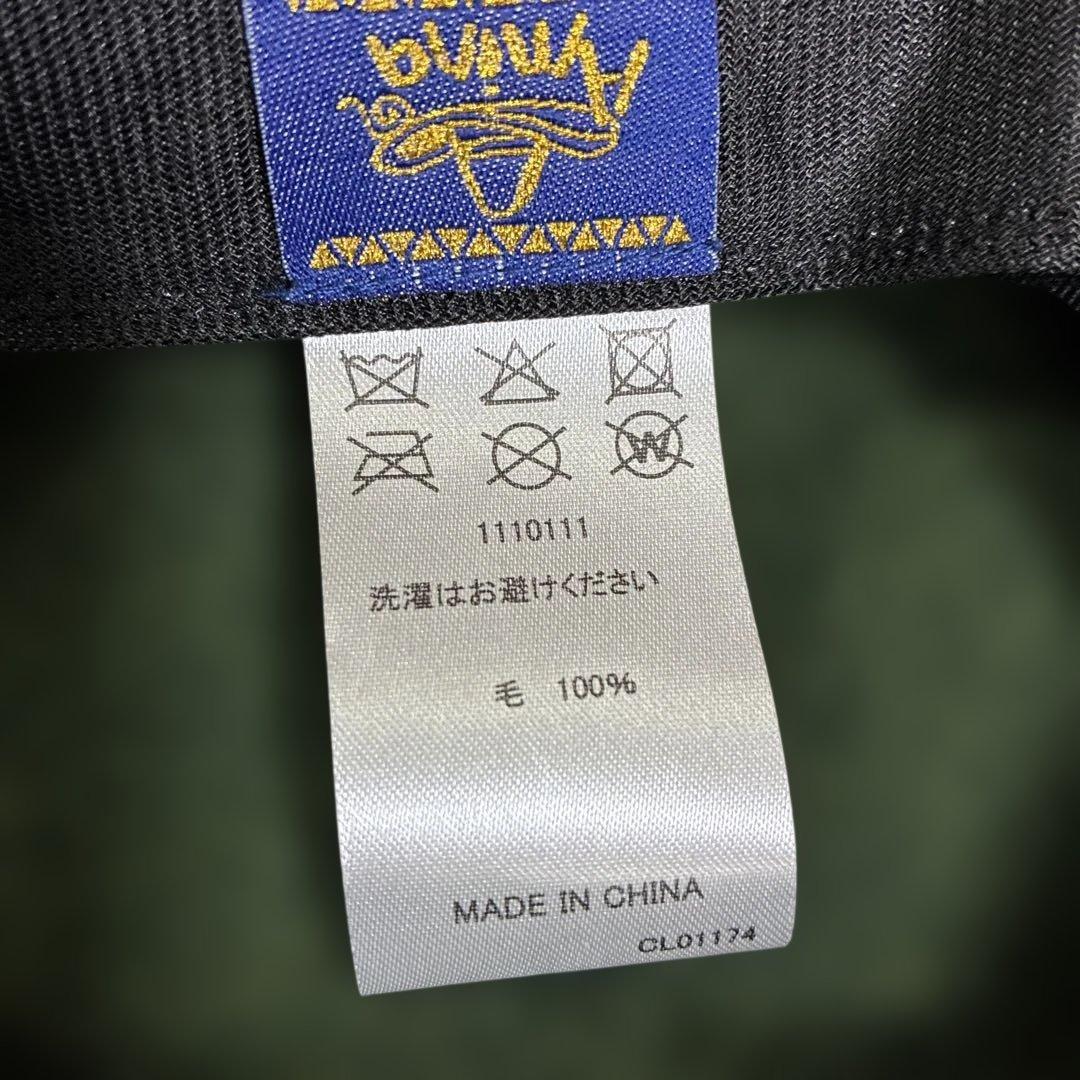 W
1110111
洗濯はお避けください
毛 100%
MADE IN CHINA
CL01174